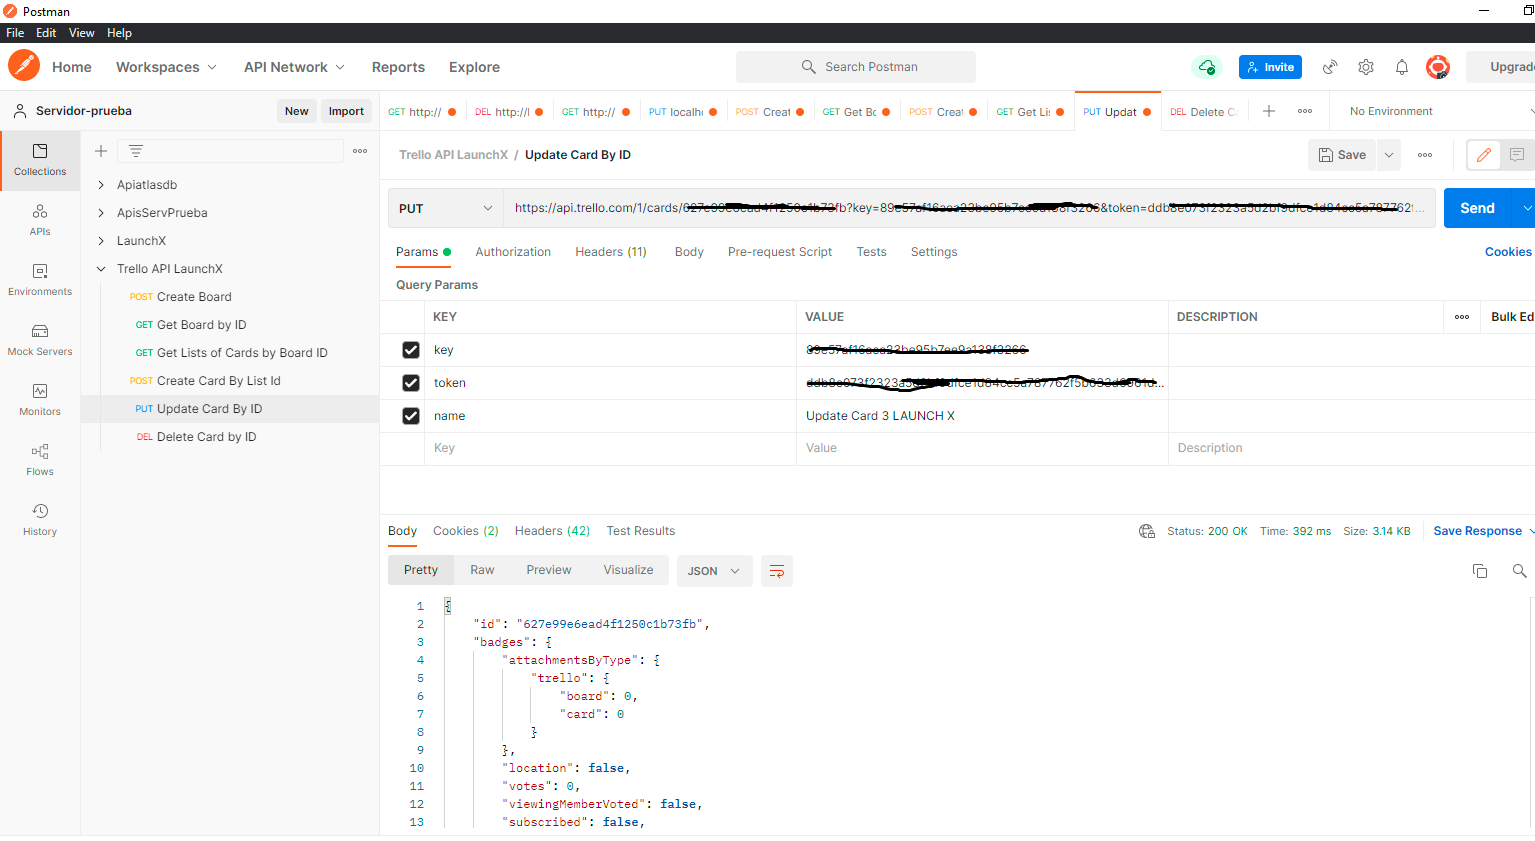 Postman
File Edit View Help
Home Workspaces API Network Reports Explore Search Postman Invite Upgrade
Servidor-prueba New Import
GET http:// DEL http://l GET http:// PUT localh POST Creat GET Get Bo POST Creat GET Get Li PUT Updat DEL Delete C No Environment
Trello API LaunchX / Update Card By ID Save
Collections
APIs
Environments
Mock Servers
Monitors
Flows
History
Apiatlasdb
ApisServPrueba
LaunchX
Trello API LaunchX
POST Create Board
GET Get Board by ID
GET Get Lists of Cards by Board ID
POST Create Card By List Id
PUT Update Card By ID
DEL Delete Card by ID
PUT https://api.trello.com/1/cards/ ?key= &token= Send
Params Authorization Headers (11) Body Pre-request Script Tests Settings Cookies
Query Params
KEY VALUE DESCRIPTION Bulk Ed
key
token
name Update Card 3 LAUNCH X
Key Value Description
Body Cookies (2) Headers (42) Test Results Status: 200 OK Time: 392 ms Size: 3.14 KB Save Response
Pretty Raw Preview Visualize JSON
1 {
2 "id": "627e99e6ead4f1250c1b73fb",
3 "badges": {
4 "attachmentsByType": {
5 "trello": {
6 "board": 0,
7 "card": 0
8 }
9 },
10 "location": false,
11 "votes": 0,
12 "viewingMemberVoted": false,
13 "subscribed": false,